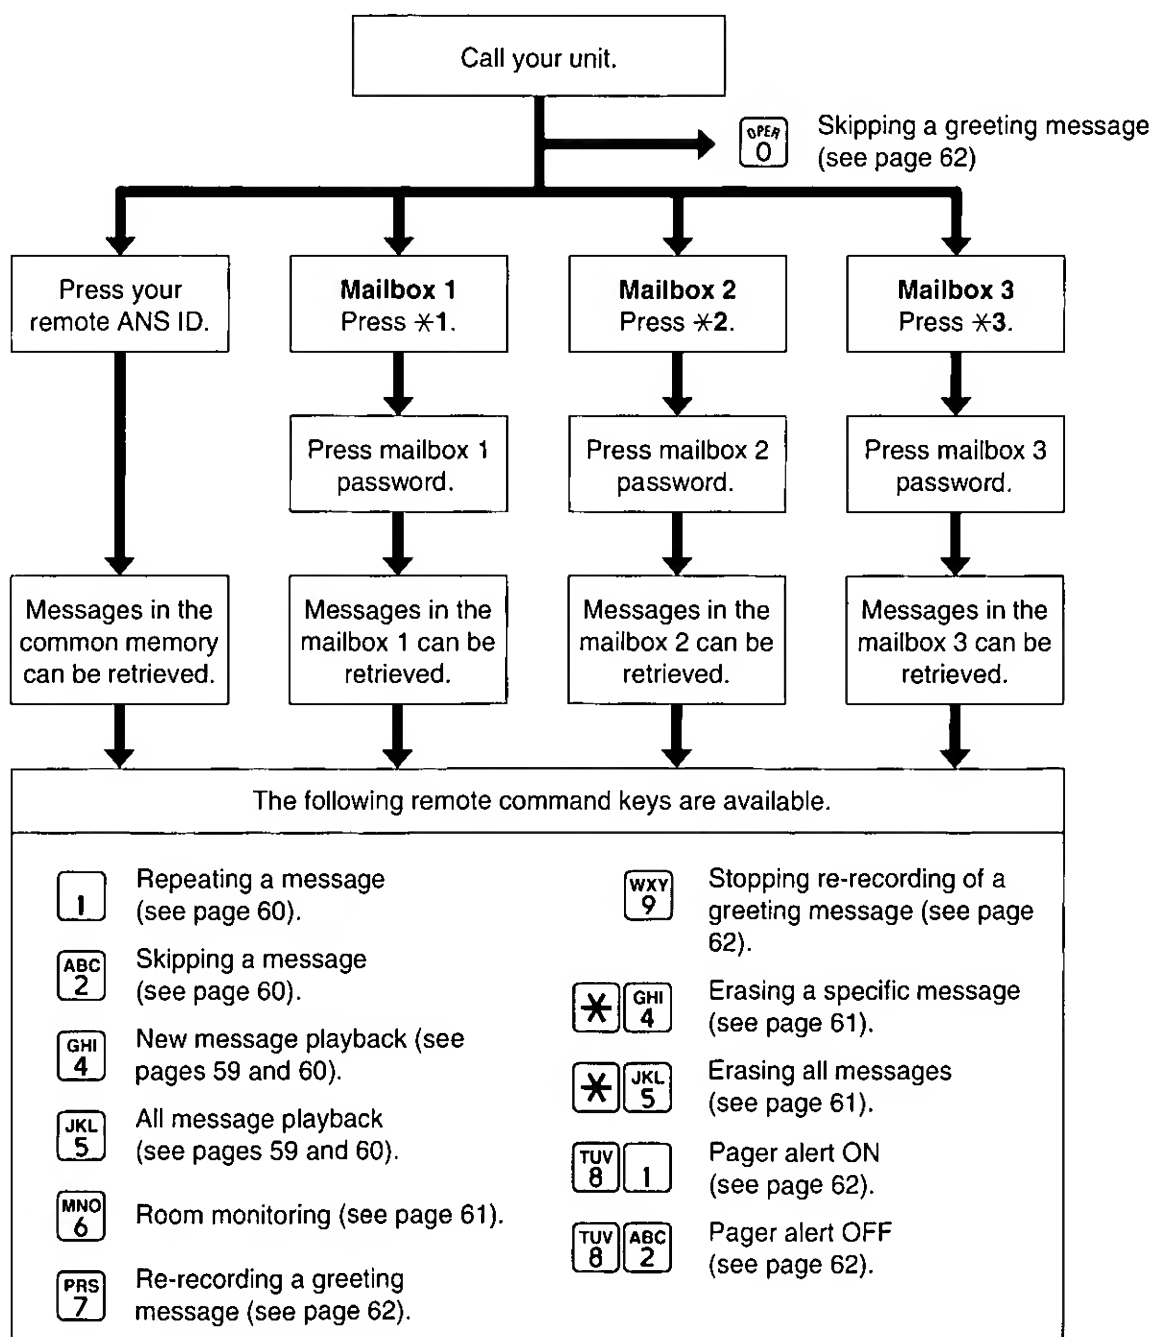 Call your unit.
OPER
0
Skipping a greeting message
(see page 62)
Press your
remote ANS ID.
Mailbox 1
Press ✳1.
Mailbox 2
Press ✳2.
Mailbox 3
Press ✳3.
Press mailbox 1
password.
Press mailbox 2
password.
Press mailbox 3
password.
Messages in the
common memory
can be retrieved.
Messages in the
mailbox 1 can be
retrieved.
Messages in the
mailbox 2 can be
retrieved.
Messages in the
mailbox 3 can be
retrieved.
The following remote command keys are available.
1
Repeating a message
(see page 60).
ABC
2
Skipping a message
(see page 60).
GHI
4
New message playback (see
pages 59 and 60).
JKL
5
All message playback
(see pages 59 and 60).
MNO
6
Room monitoring (see page 61).
PRS
7
Re-recording a greeting
message (see page 62).
WXY
9
Stopping re-recording of a
greeting message (see page
62).
✳ GHI
4
Erasing a specific message
(see page 61).
✳ JKL
5
Erasing all messages
(see page 61).
TUV
8 1
Pager alert ON
(see page 62).
TUV ABC
8 2
Pager alert OFF
(see page 62).